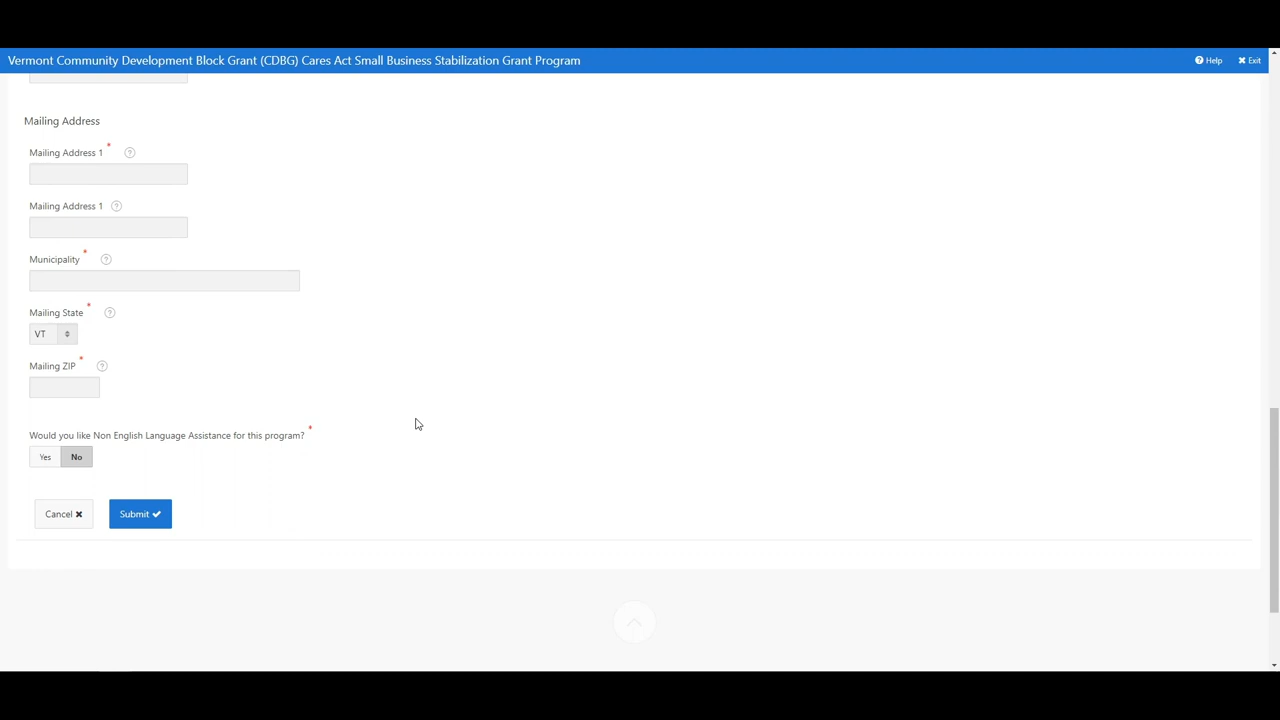 Vermont Community Development Block Grant (CDBG) Cares Act Small Business Stabilization Grant Program
? Help
✖ Exit
Mailing Address
Mailing Address 1 * ?
Mailing Address 1 ?
Municipality * ?
Mailing State * ?
VT
Mailing ZIP * ?
Would you like Non English Language Assistance for this program? *
Yes No
Cancel ✖ Submit ✔